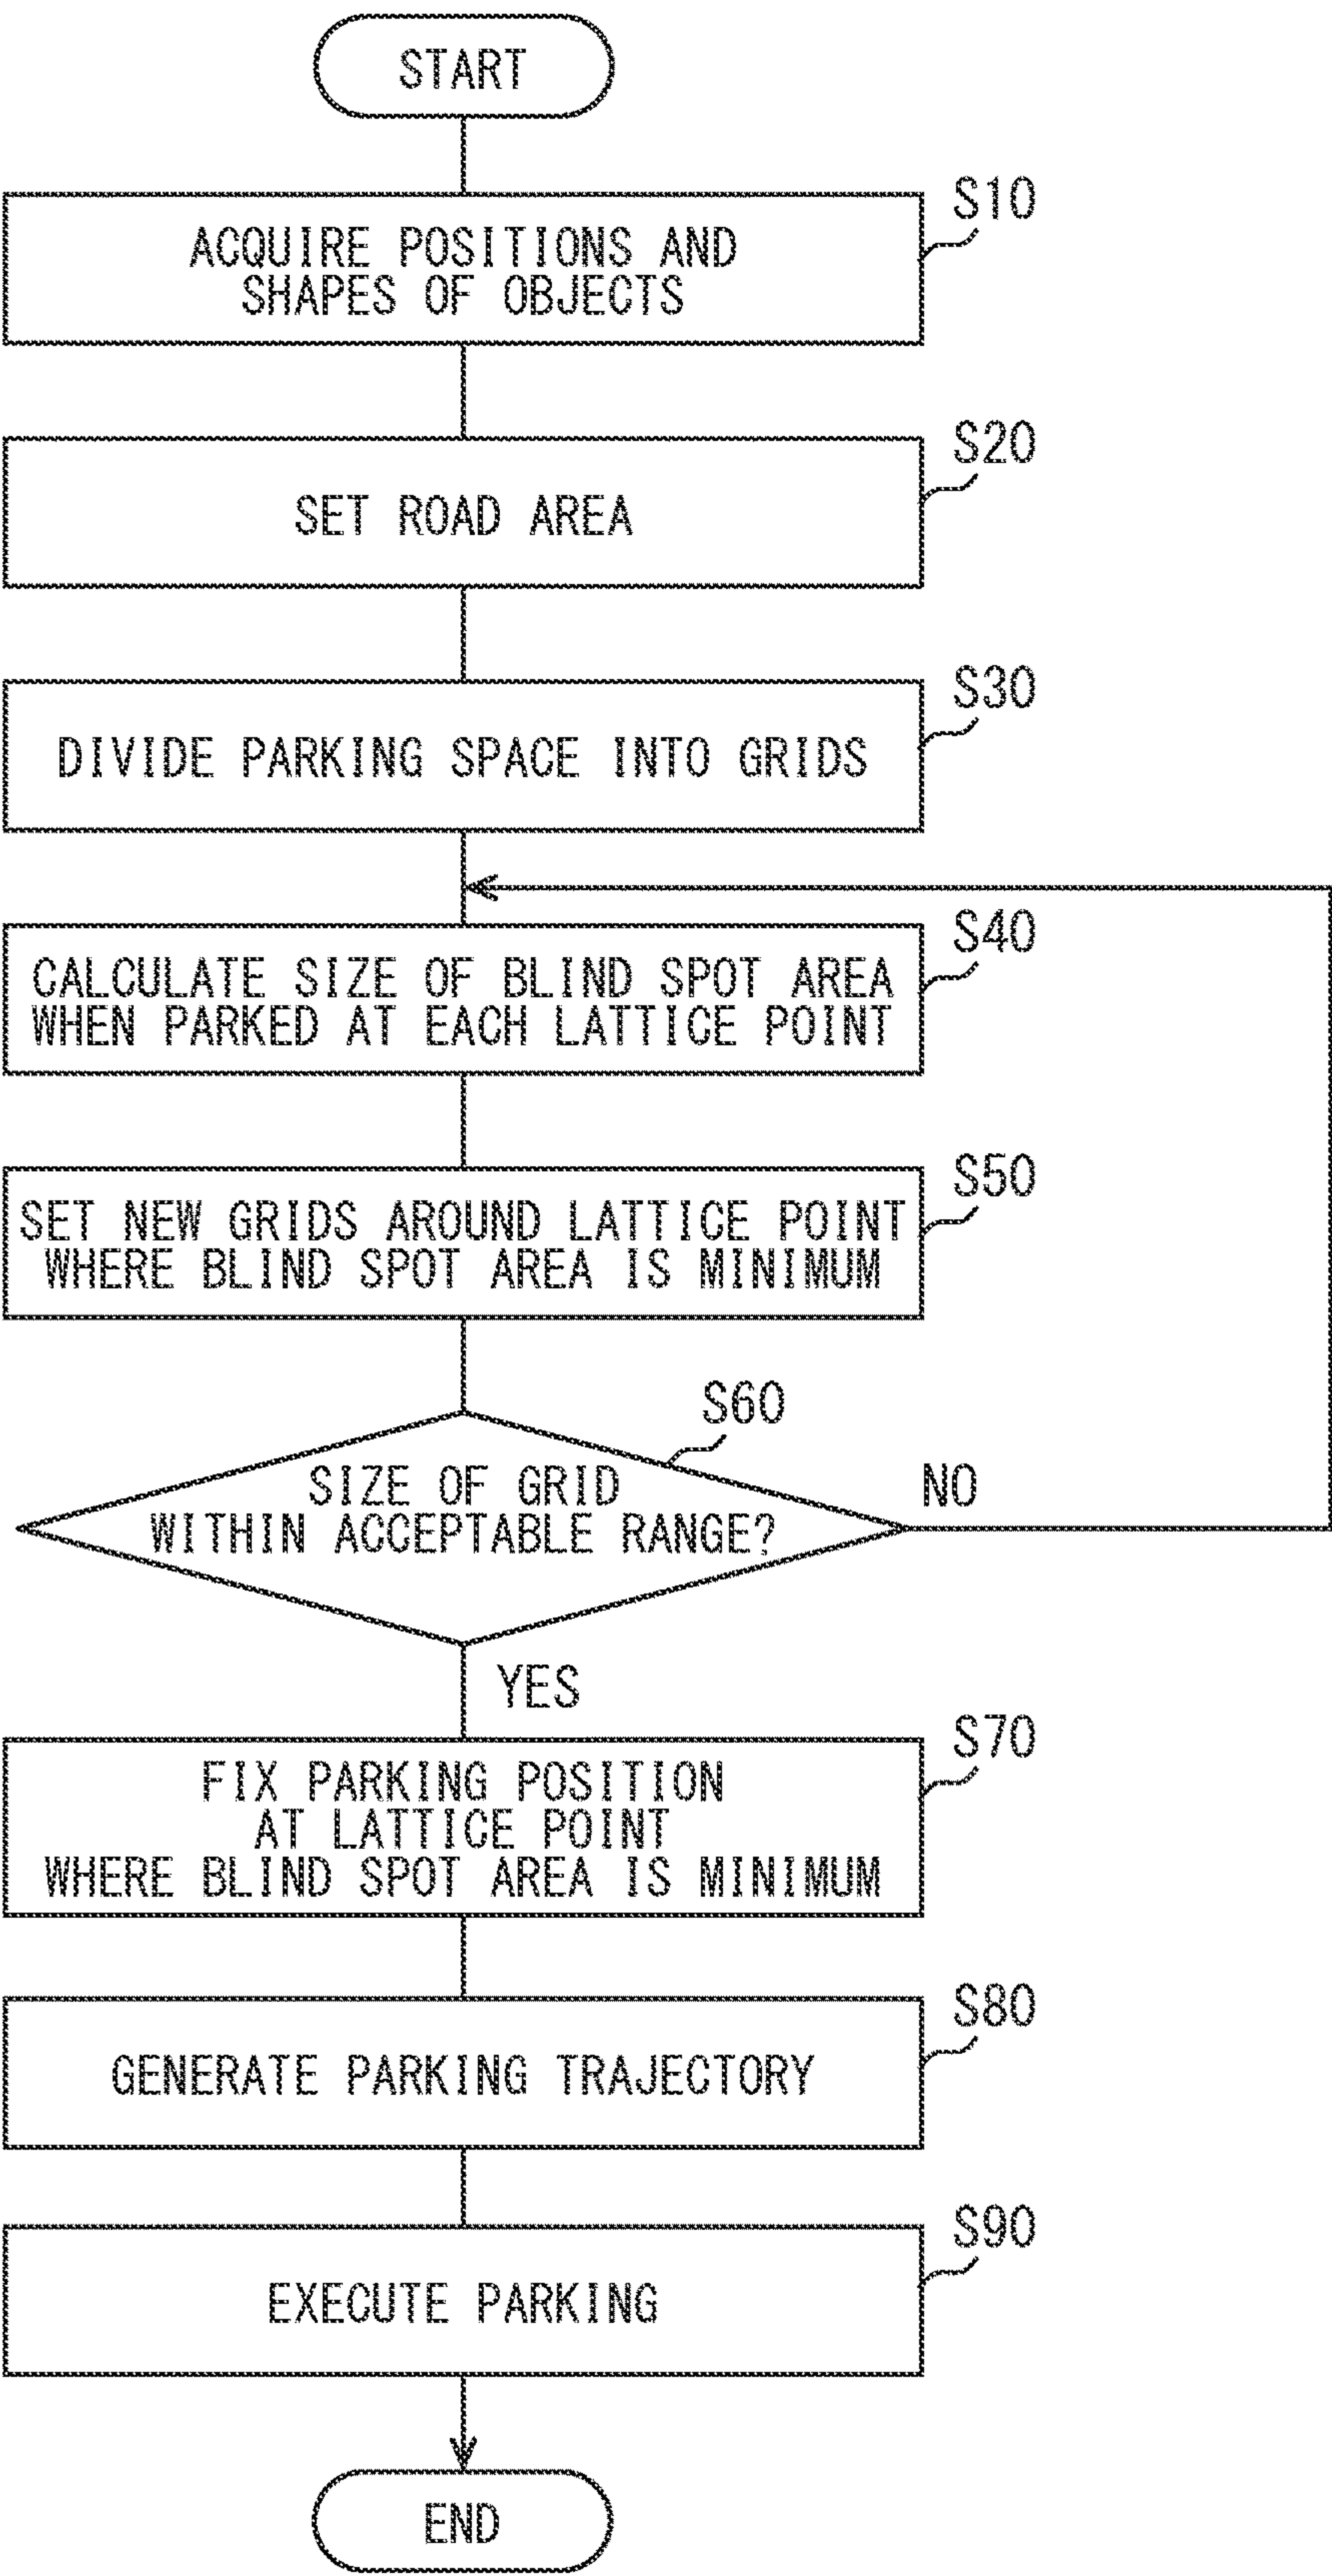 START
S10
ACQUIRE POSITIONS AND
SHAPES OF OBJECTS
S20
SET ROAD AREA
S30
DIVIDE PARKING SPACE INTO GRIDS
S40
CALCULATE SIZE OF BLIND SPOT AREA
WHEN PARKED AT EACH LATTICE POINT
S50
SET NEW GRIDS AROUND LATTICE POINT
WHERE BLIND SPOT AREA IS MINIMUM
S60
SIZE OF GRID
WITHIN ACCEPTABLE RANGE?
NO
YES
S70
FIX PARKING POSITION
AT LATTICE POINT
WHERE BLIND SPOT AREA IS MINIMUM
S80
GENERATE PARKING TRAJECTORY
S90
EXECUTE PARKING
END